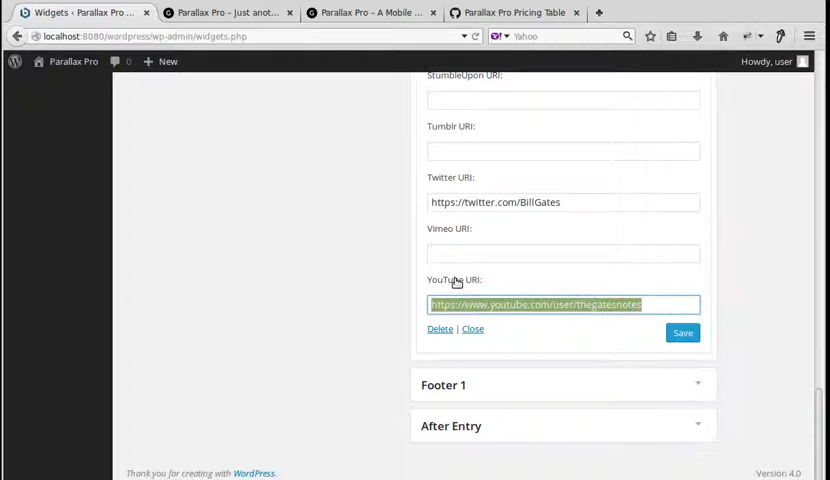 Widgets ‹ Parallax Pro ...
Parallax Pro – Just anot...
Parallax Pro – A Mobile ...
Parallax Pro Pricing Table
localhost:8080/wordpress/wp-admin/widgets.php
Yahoo
Parallax Pro
0
New
Howdy, user
StumbleUpon URI:
Tumblr URI:
Twitter URI:
https://twitter.com/BillGates
Vimeo URI:
YouTube URI:
https://www.youtube.com/user/thegatesnotes
Delete | Close
Save
Footer 1
After Entry
Thank you for creating with WordPress.
Version 4.0